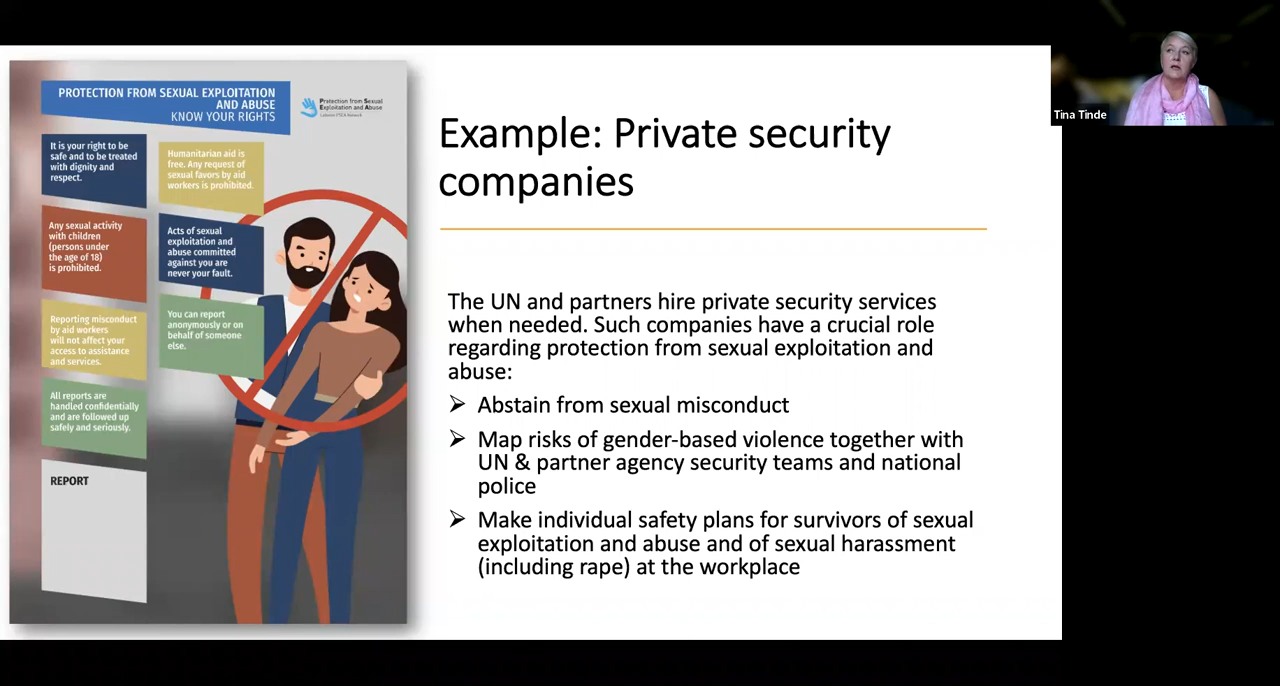 PROTECTION FROM SEXUAL EXPLOITATION
AND ABUSE
KNOW YOUR RIGHTS
Protection from Sexual
Exploitation and Abuse
Lebanon PSEA Network
It is your right to be
safe and to be treated
with dignity and
respect.
Humanitarian aid is
free. Any request of
sexual favors by aid
workers is prohibited.
Any sexual activity
with children
(persons under
the age of 18)
is prohibited.
Acts of sexual
exploitation and
abuse committed
against you are
never your fault.
Reporting misconduct
by aid workers
will not affect your
access to assistance
and services.
You can report
anonymously or on
behalf of someone
else.
All reports are
handled confidentially
and are followed up
safely and seriously.
REPORT
Example: Private security
companies
The UN and partners hire private security services
when needed. Such companies have a crucial role
regarding protection from sexual exploitation and
abuse:
Abstain from sexual misconduct
Map risks of gender-based violence together with
UN & partner agency security teams and national
police
Make individual safety plans for survivors of sexual
exploitation and abuse and of sexual harassment
(including rape) at the workplace
Tina Tinde